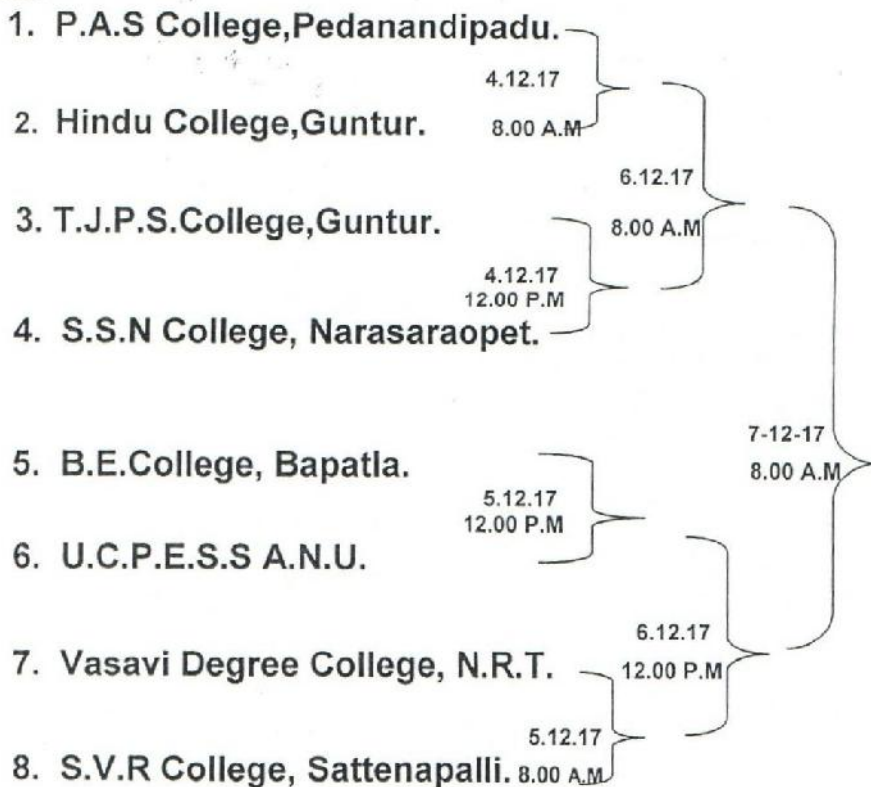 1. P.A.S College,Pedanandipadu.
4.12.17
8.00 A.M
2. Hindu College,Guntur.
6.12.17
8.00 A.M
3. T.J.P.S.College,Guntur.
4.12.17
12.00 P.M
4. S.S.N College, Narasaraopet.
7-12-17
8.00 A.M
5. B.E.College, Bapatla.
5.12.17
12.00 P.M
6. U.C.P.E.S.S A.N.U.
6.12.17
12.00 P.M
7. Vasavi Degree College, N.R.T.
5.12.17
8.00 A.M
8. S.V.R College, Sattenapalli.